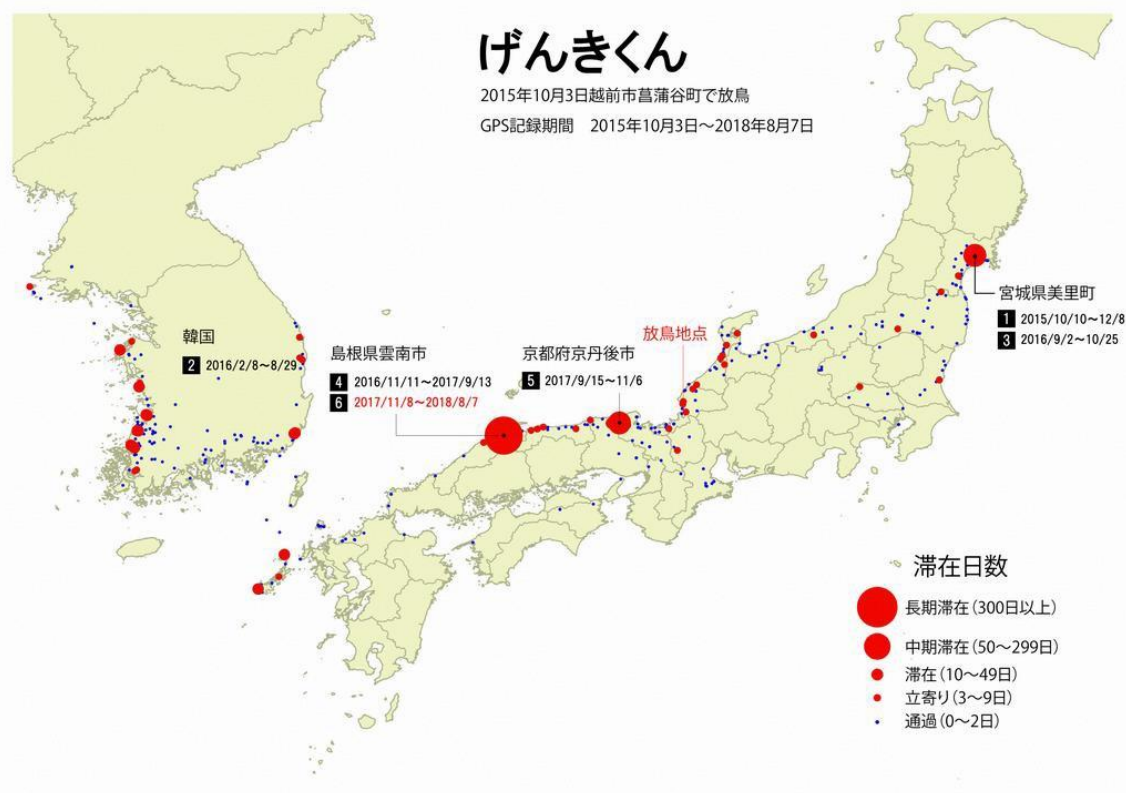 げんきくん
2015年10月3日越前市菖蒲谷町で放鳥
GPS記録期間　2015年10月3日～2018年8月7日
宮城県美里町
1 2015/10/10～12/8
3 2016/9/2～10/25
韓国
2 2016/2/8～8/29
島根県雲南市
4 2016/11/11～2017/9/13
6 2017/11/8～2018/8/7
京都府京丹後市
5 2017/9/15～11/6
放鳥地点
滞在日数
長期滞在（300日以上）
中期滞在（50～299日）
滞在（10～49日）
立寄り（3～9日）
通過（0～2日）